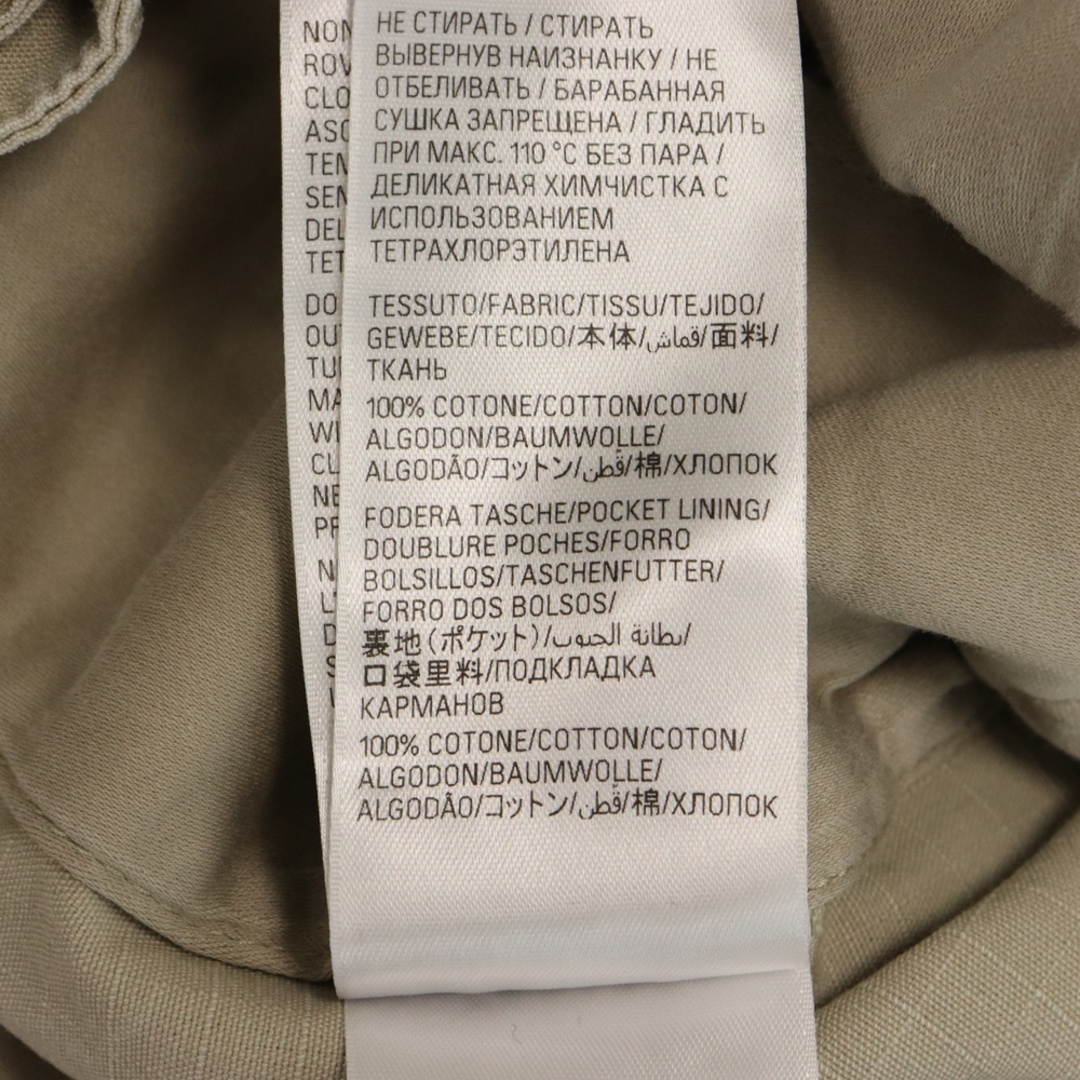 НЕ СТИРАТЬ / СТИРАТЬ
ВЫВЕРНУВ НАИЗНАНКУ / НЕ
ОТБЕЛИВАТЬ / БАРАБАННАЯ
СУШКА ЗАПРЕЩЕНА / ГЛАДИТЬ
ПРИ МАКС. 110 °C БЕЗ ПАРА /
ДЕЛИКАТНАЯ ХИМЧИСТКА С
ИСПОЛЬЗОВАНИЕМ
ТЕТРАХЛОРЭТИЛЕНА
TESSUTO/FABRIC/TISSU/TEJIDO/
GEWEBE/TECIDO/本体/قماش/面料/
ТКАНЬ
100% COTONE/COTTON/COTON/
ALGODON/BAUMWOLLE/
ALGODÃO/コットン/قطن/棉/ХЛОПОК
FODERA TASCHE/POCKET LINING/
DOUBLURE POCHES/FORRO
BOLSILLOS/TASCHENFUTTER/
FORRO DOS BOLSOS/
裏地(ポケット)/بطانة الجيوب/
口袋里料/ПОДКЛАДКА
КАРМАНОВ
100% COTONE/COTTON/COTON/
ALGODON/BAUMWOLLE/
ALGODÃO/コットン/قطن/棉/ХЛОПОК